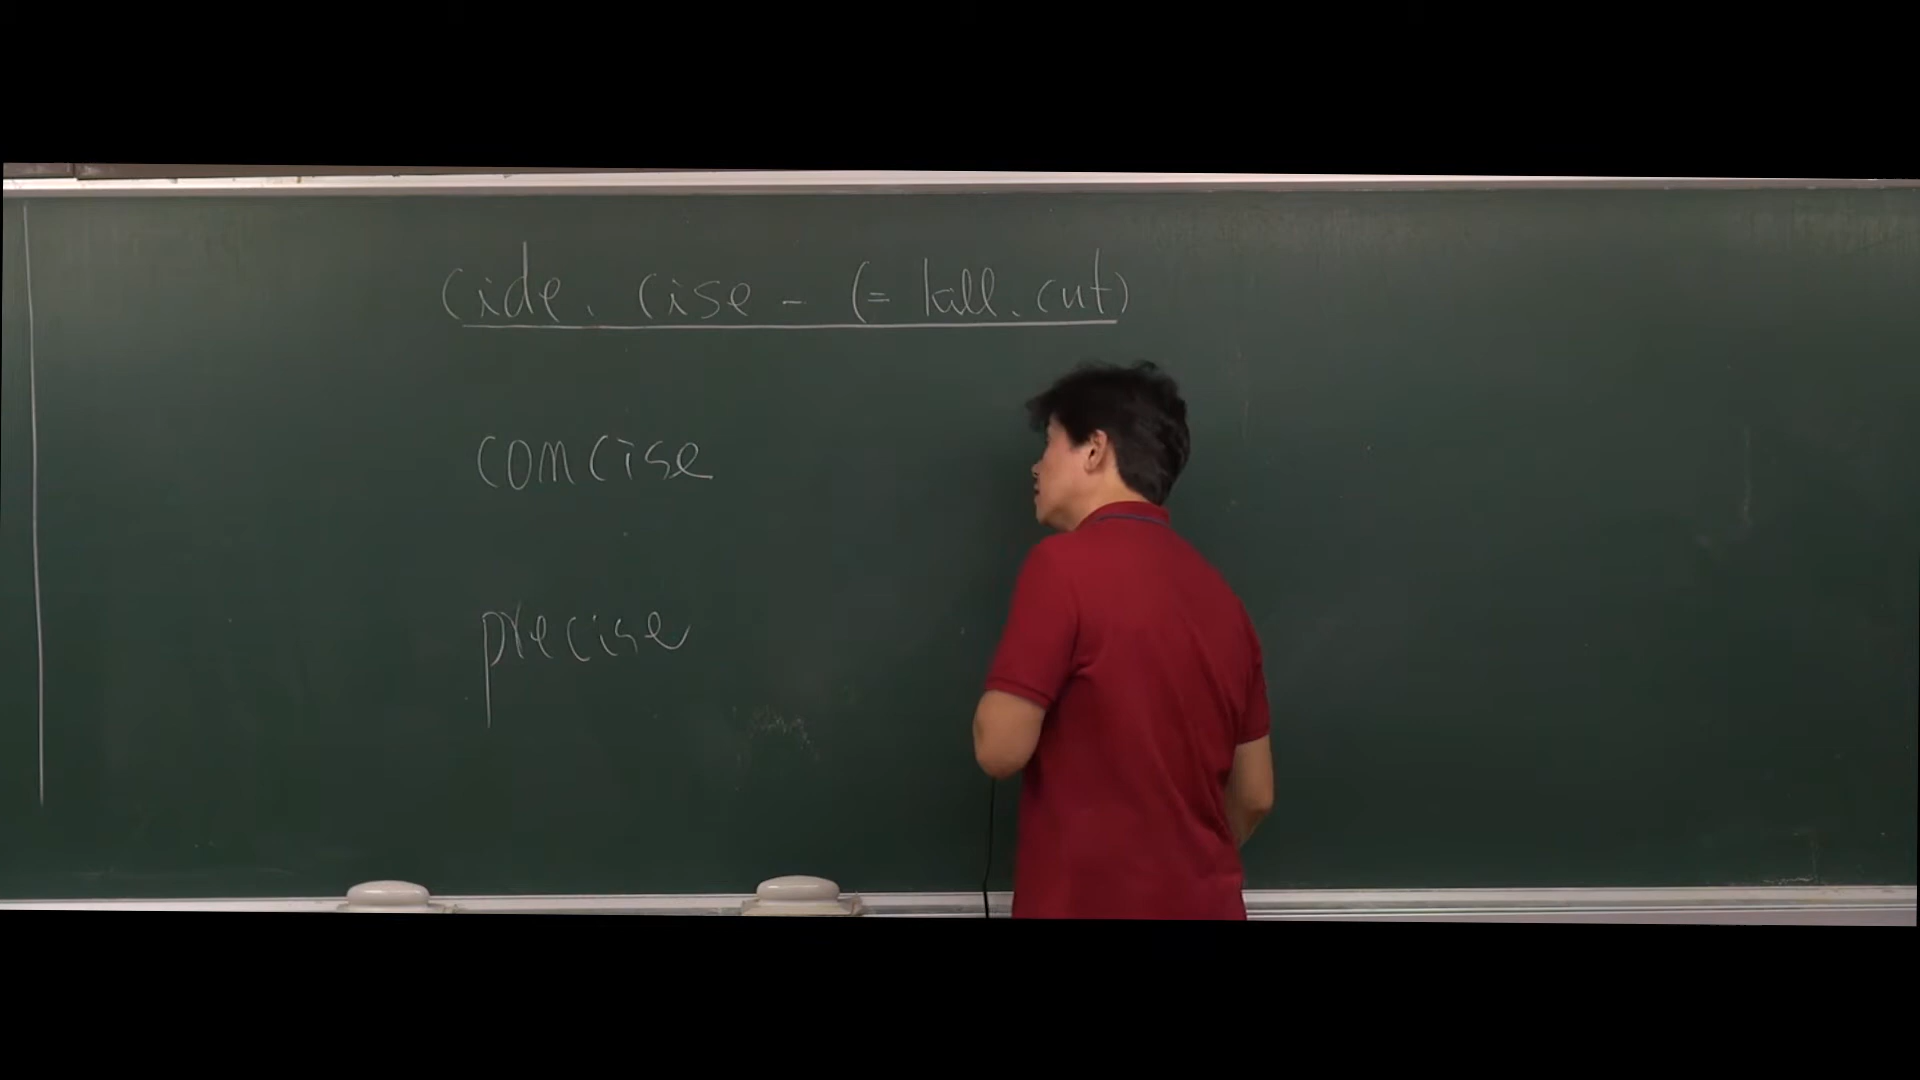 cide. cise - (= kill. cut)
concise
precise